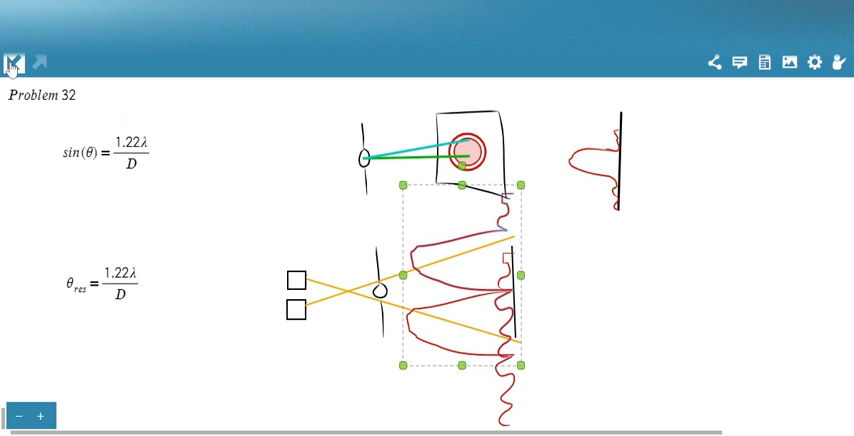 Problem 32
sin(θ) = 1.22λ / D
θres = 1.22λ / D
− +